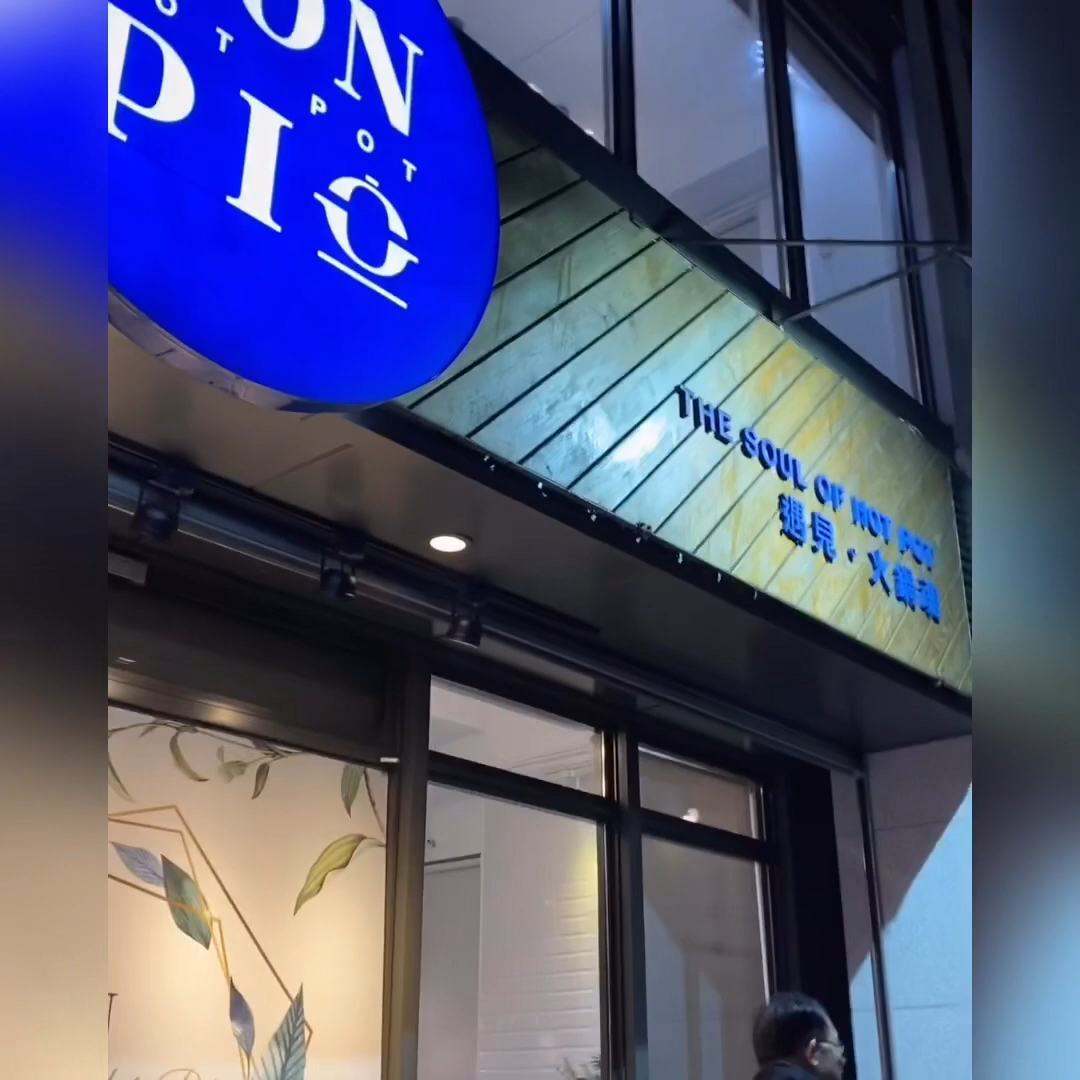 ON
OT
PIO
POT
THE SOUL OF HOT POT
遇見·火鍋魂